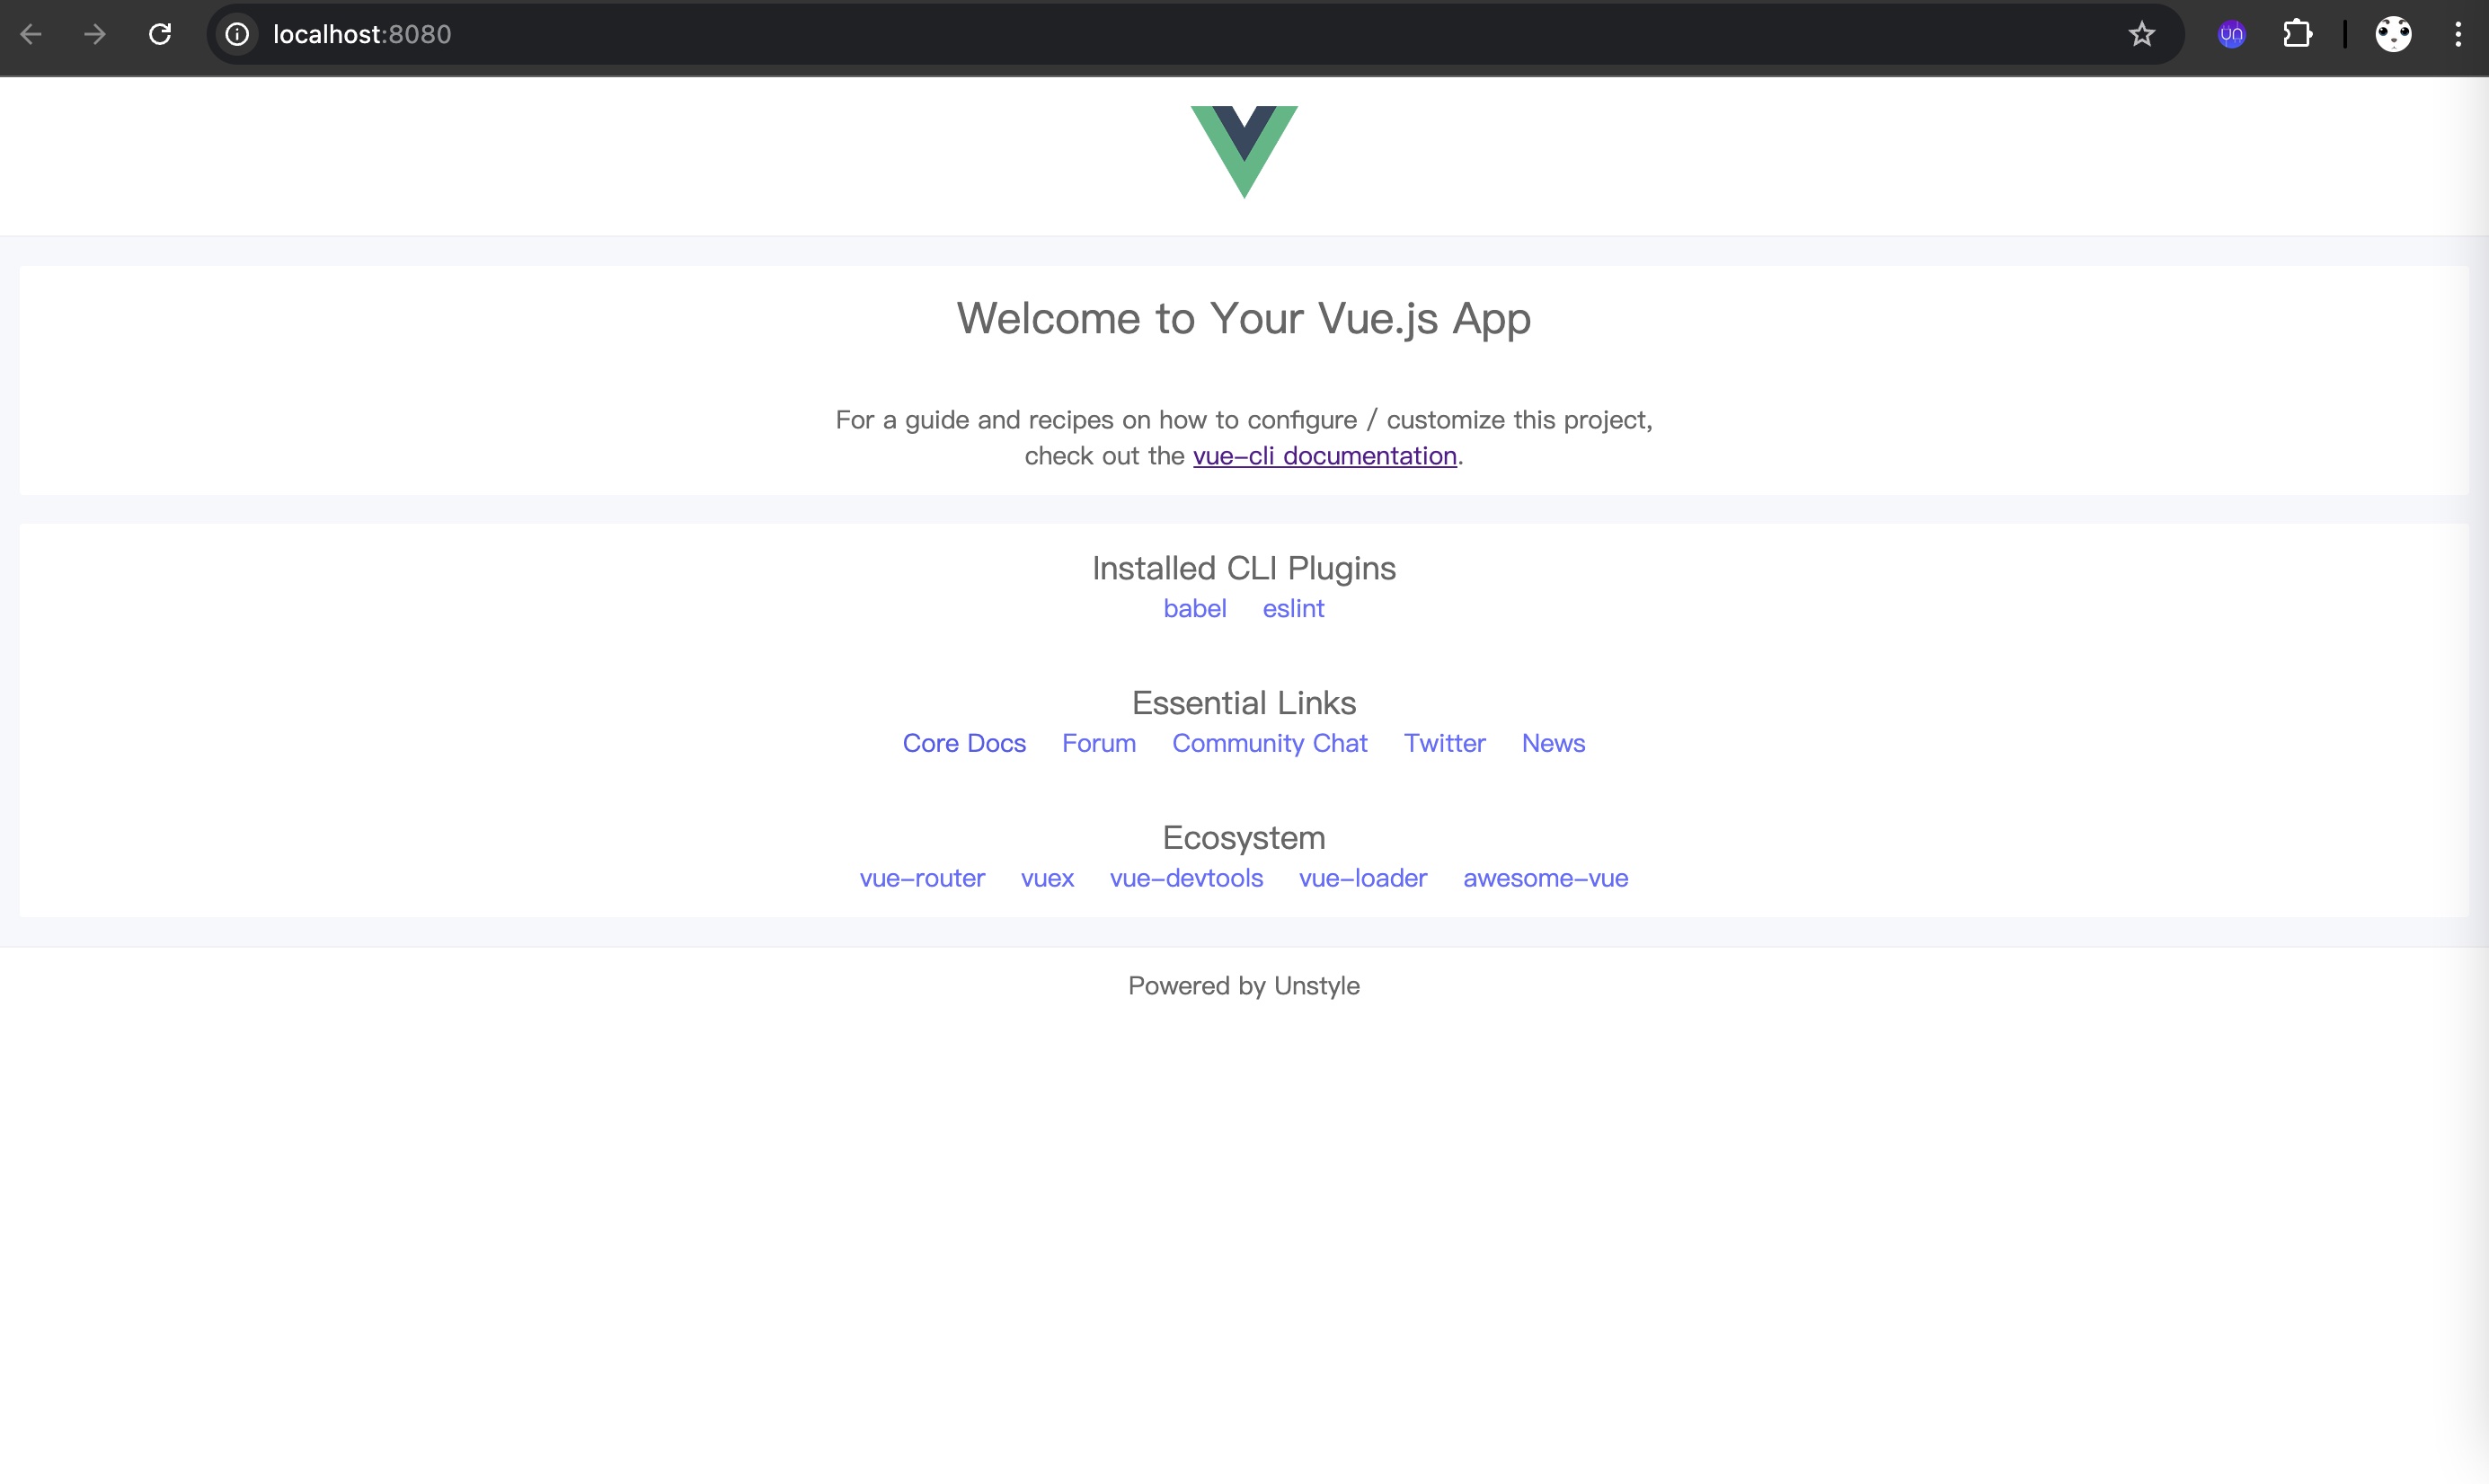 localhost:8080
Welcome to Your Vue.js App
For a guide and recipes on how to configure / customize this project,
check out the vue-cli documentation.
Installed CLI Plugins
babel eslint
Essential Links
Core Docs Forum Community Chat Twitter News
Ecosystem
vue-router vuex vue-devtools vue-loader awesome-vue
Powered by Unstyle